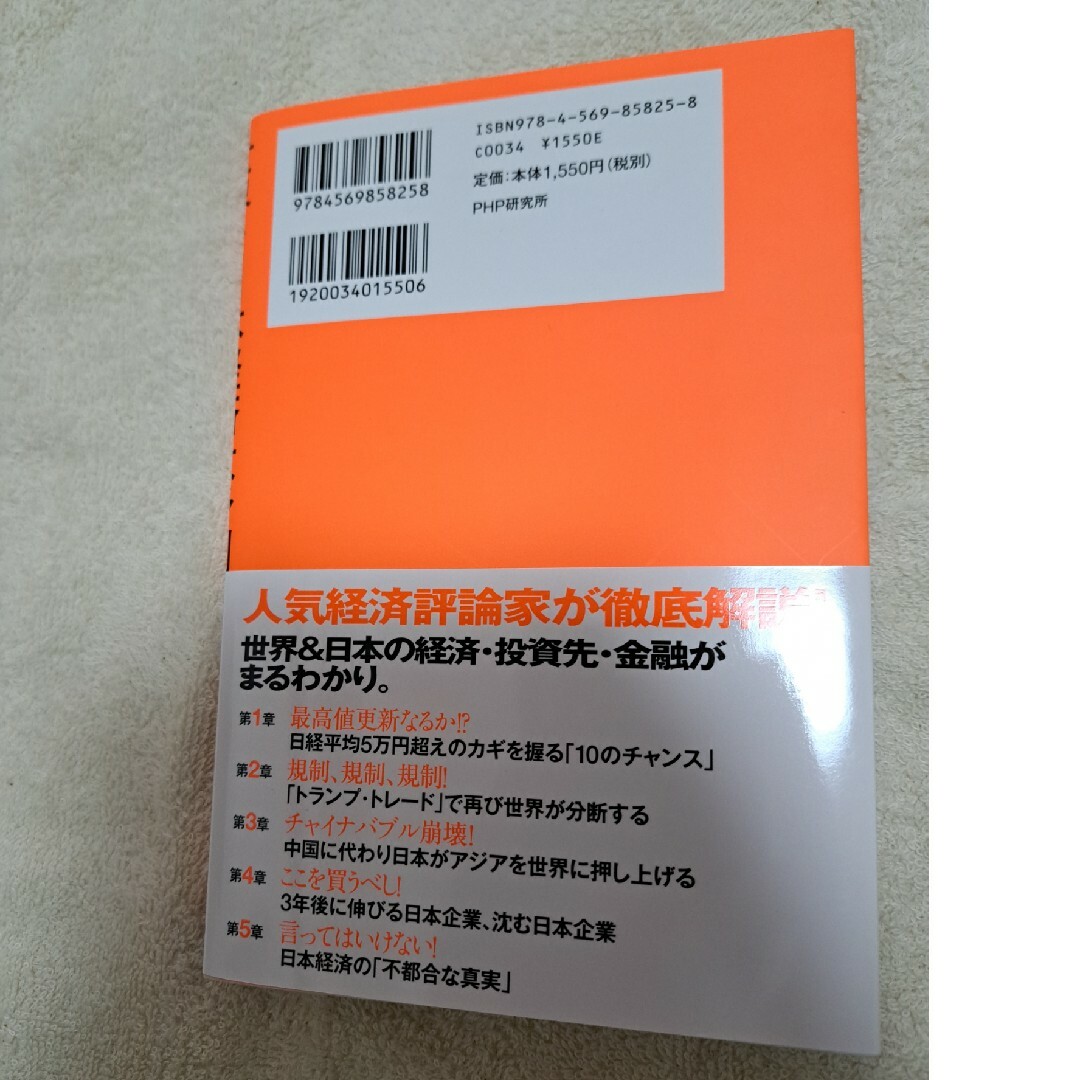 ISBN978-4-569-85825-8
C0034 ¥1550E
定価：本体1,550円（税別）
PHP研究所
9784569858258
1920034015506
人気経済評論家が徹底解説!
世界&日本の経済・投資先・金融が
まるわかり。
第1章 最高値更新なるか!?
日経平均5万円超えのカギを握る「10のチャンス」
第2章 規制、規制、規制!
「トランプ・トレード」で再び世界が分断する
第3章 チャイナバブル崩壊!
中国に代わり日本がアジアを世界に押し上げる
第4章 ここを買うべし!
3年後に伸びる日本企業、沈む日本企業
第5章 言ってはいけない!
日本経済の「不都合な真実」